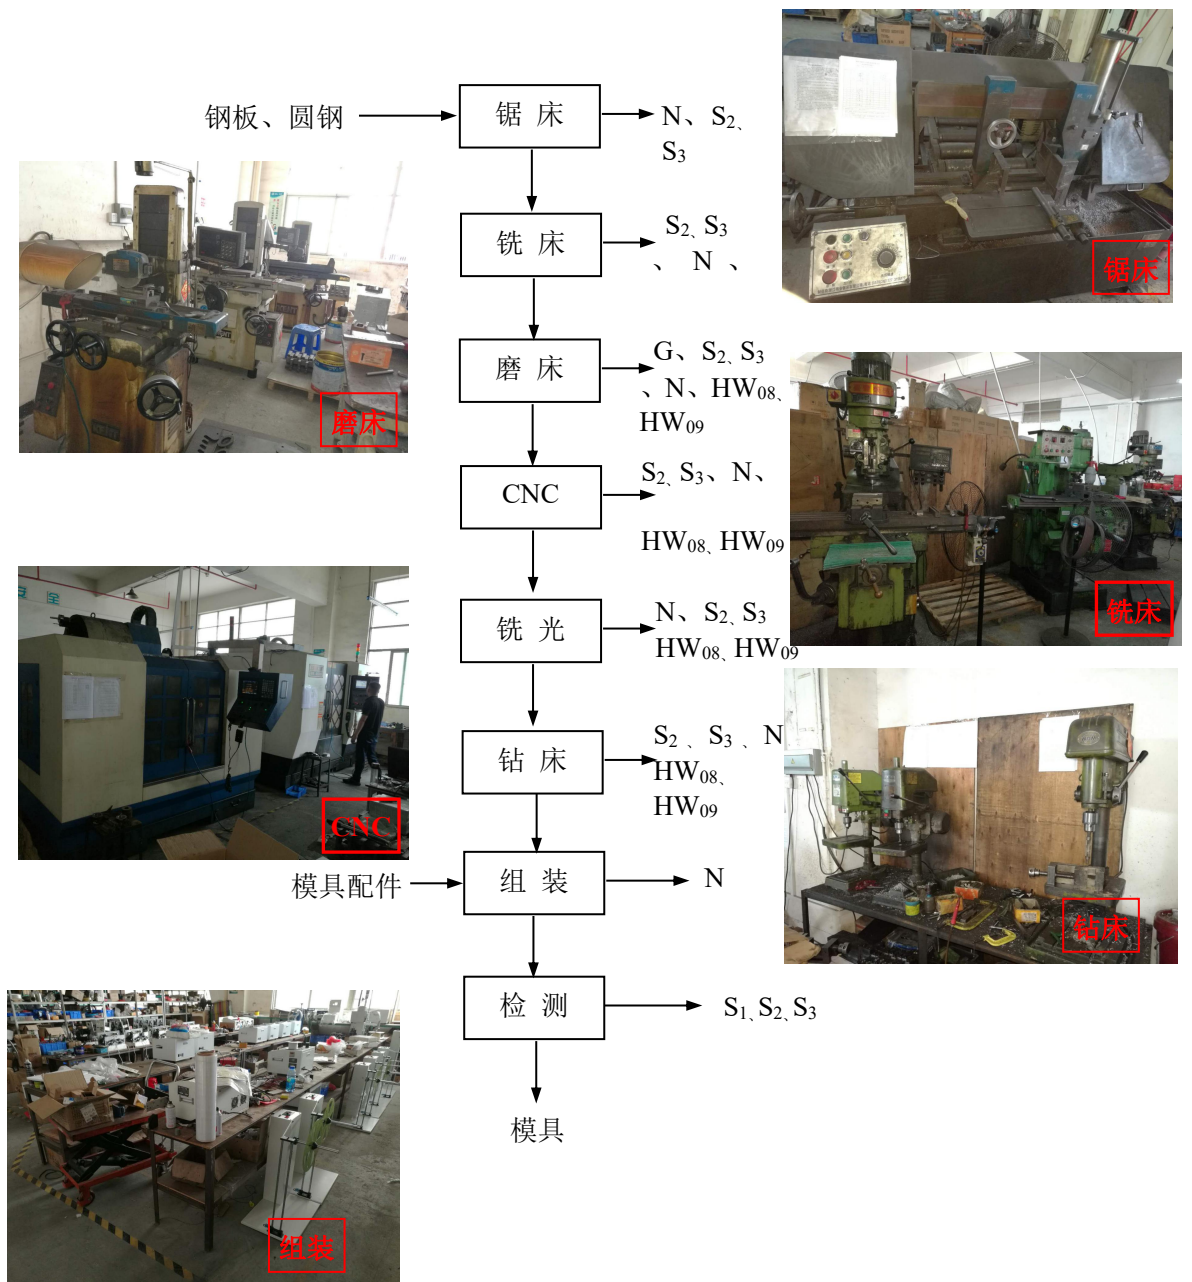 钢板、圆钢
锯 床
N、S₂、
S₃
锯床
铣 床
S₂、S₃
、 N 、
磨床
磨 床
G、S₂、S₃
、N、HW₀₈、
HW₀₉
CNC
S₂、S₃、N、
HW₀₈、HW₀₉
铣床
铣 光
N、S₂、S₃
HW₀₈、HW₀₉
CNC
钻 床
S₂ 、S₃ 、N
HW₀₈、
HW₀₉
钻床
模具配件
组 装
N
检 测
S₁、S₂、S₃
模具
组装
安 全